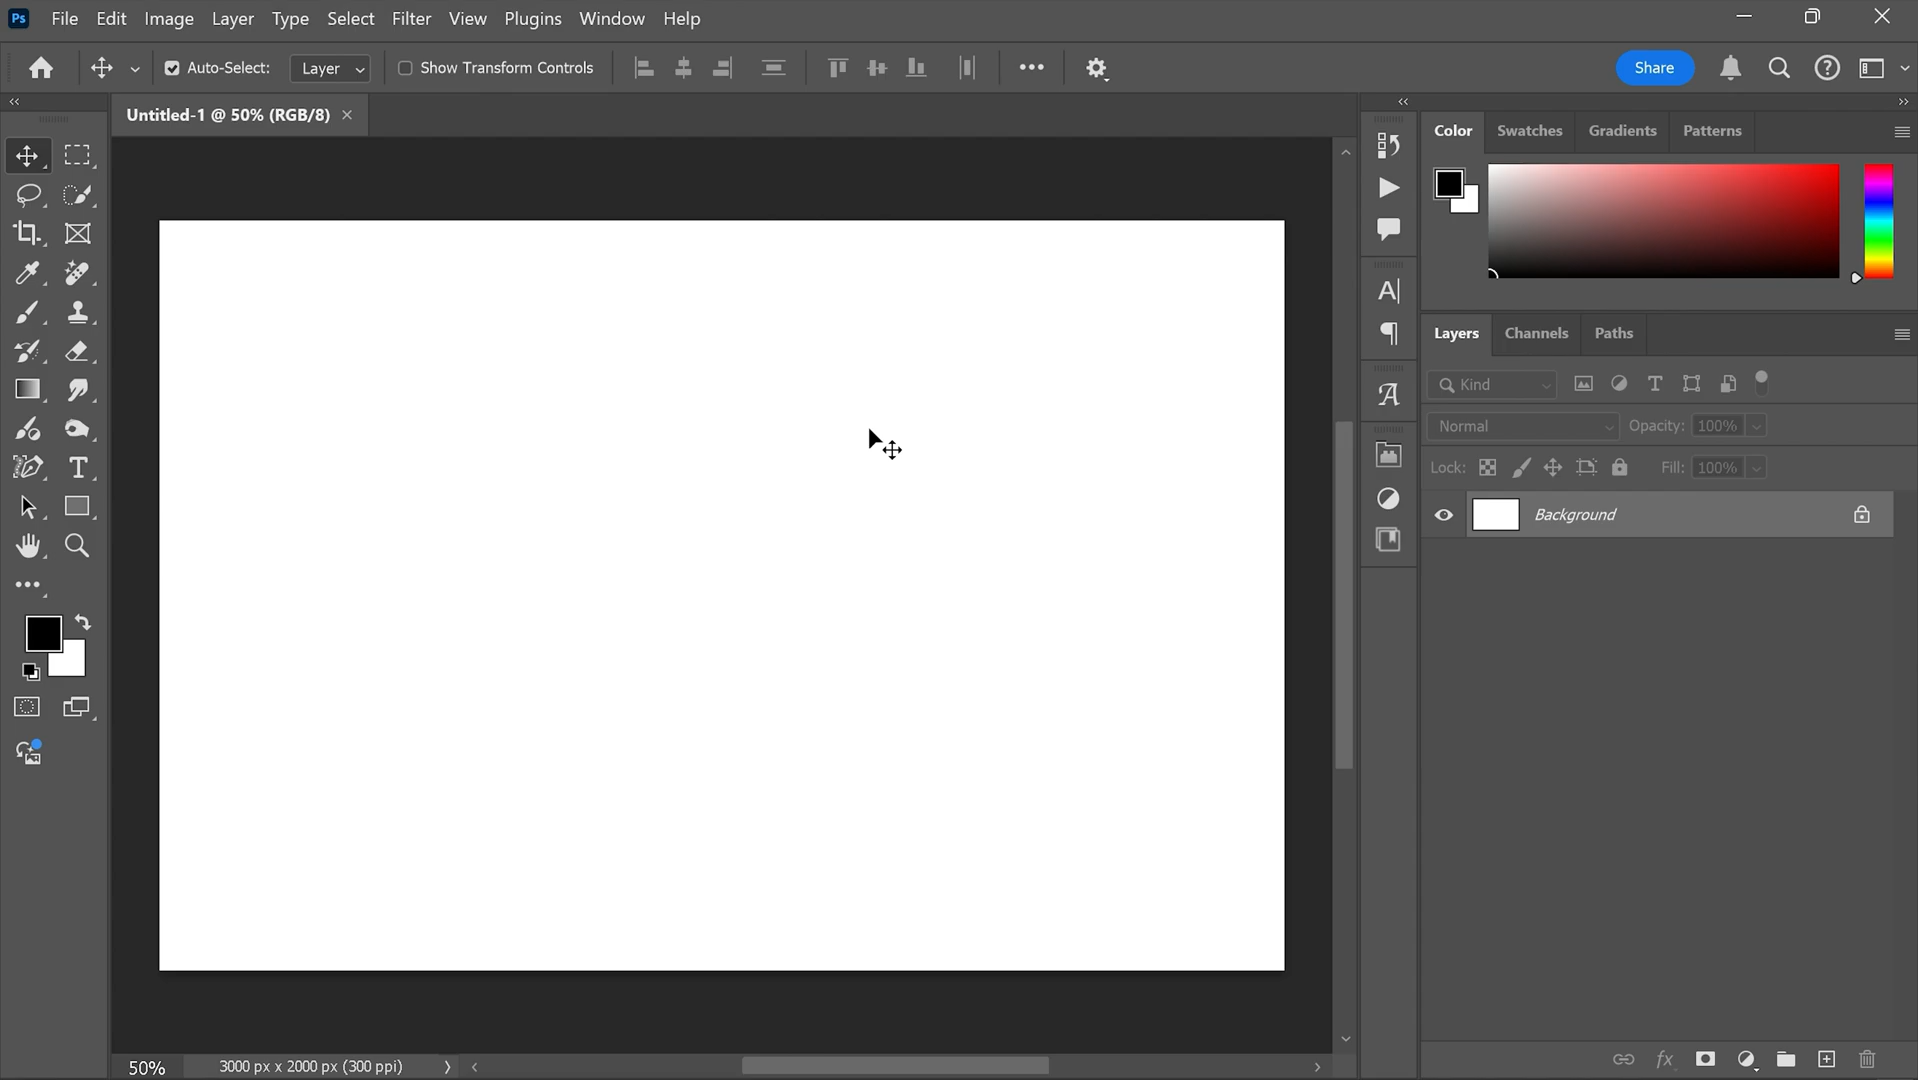 Ps File Edit Image Layer Type Select Filter View Plugins Window Help
Auto-Select: Layer Show Transform Controls Share
Untitled-1 @ 50% (RGB/8)
Color Swatches Gradients Patterns
Layers Channels Paths
Kind
Normal Opacity: 100%
Lock: Fill: 100%
Background
50% 3000 px x 2000 px (300 ppi)